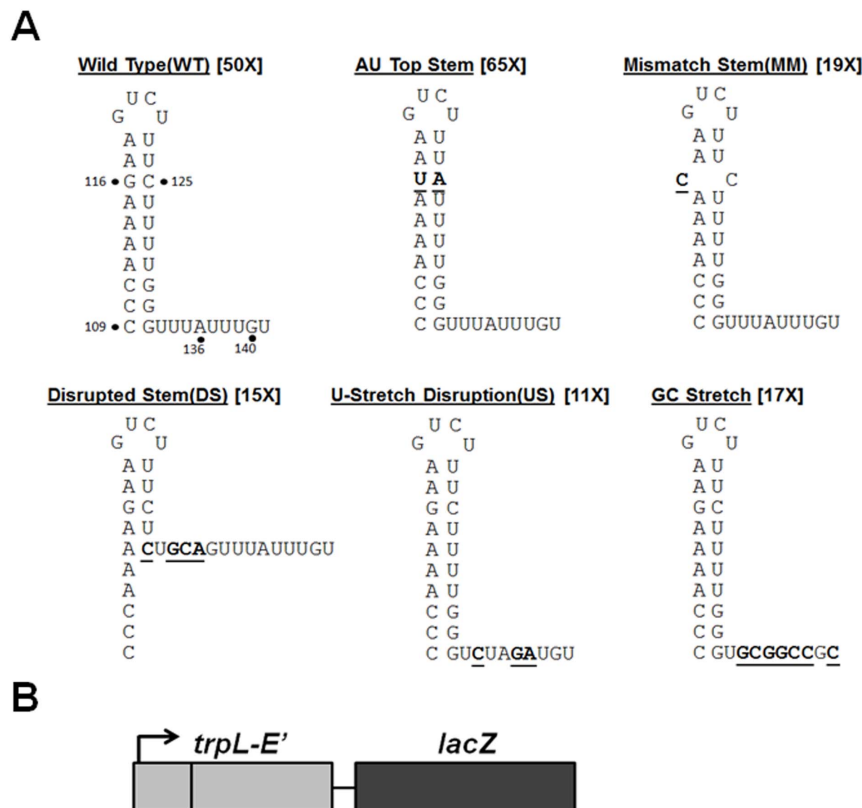 A
Wild Type(WT) [50X]
U C
G U
A U
A U
116 • G C • 125
A U
A U
A U
A U
C G
C G
109 • C GUUUAUUUGU
136 140
AU Top Stem [65X]
U C
G U
A U
A U
U A
A U
A U
A U
A U
C G
C G
C GUUUAUUUGU
Mismatch Stem(MM) [19X]
U C
G U
A U
A U
C C
A U
A U
A U
A U
C G
C G
C GUUUAUUUGU
Disrupted Stem(DS) [15X]
U C
G U
A U
A U
G C
A U
A CUGCAGUUUAUUUGU
A
A
C
C
C
U-Stretch Disruption(US) [11X]
U C
G U
A U
A U
G C
A U
A U
A U
A U
C G
C G
C GUCUAGAUGU
GC Stretch [17X]
U C
G U
A U
A U
G C
A U
A U
A U
A U
C G
C G
C GUGCGGCCGC
B
trpL-E' lacZ